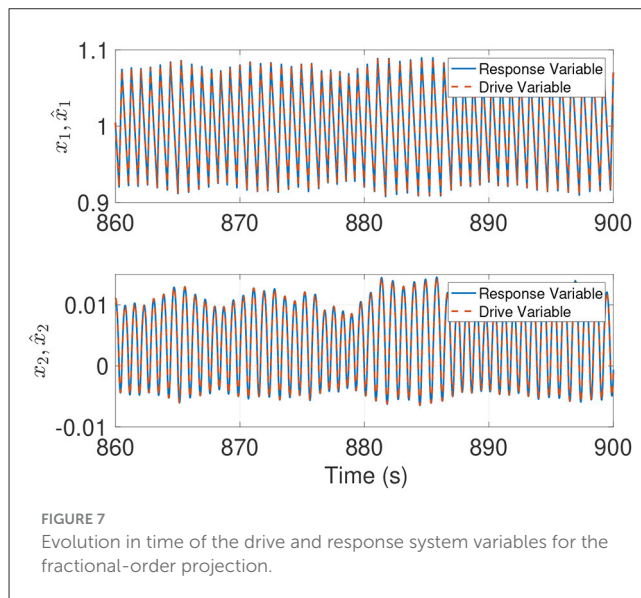 1.1
1
0.9
x₁, x̂₁
Response Variable
Drive Variable
860 870 880 890 900
0.01
0
-0.01
x₂, x̂₂
Response Variable
Drive Variable
860 870 880 890 900
Time (s)
FIGURE 7
Evolution in time of the drive and response system variables for the
fractional-order projection.